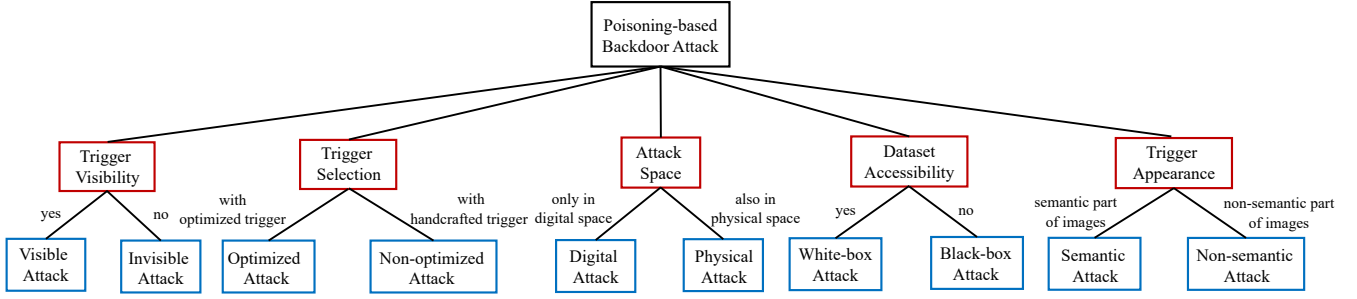 Poisoning-based
Backdoor Attack
Trigger
Visibility
Trigger
Selection
Attack
Space
Dataset
Accessibility
Trigger
Appearance
yes
no
with
optimized trigger
with
handcrafted trigger
only in
digital space
also in
physical space
yes
no
semantic part
of images
non-semantic part
of images
Visible
Attack
Invisible
Attack
Optimized
Attack
Non-optimized
Attack
Digital
Attack
Physical
Attack
White-box
Attack
Black-box
Attack
Semantic
Attack
Non-semantic
Attack